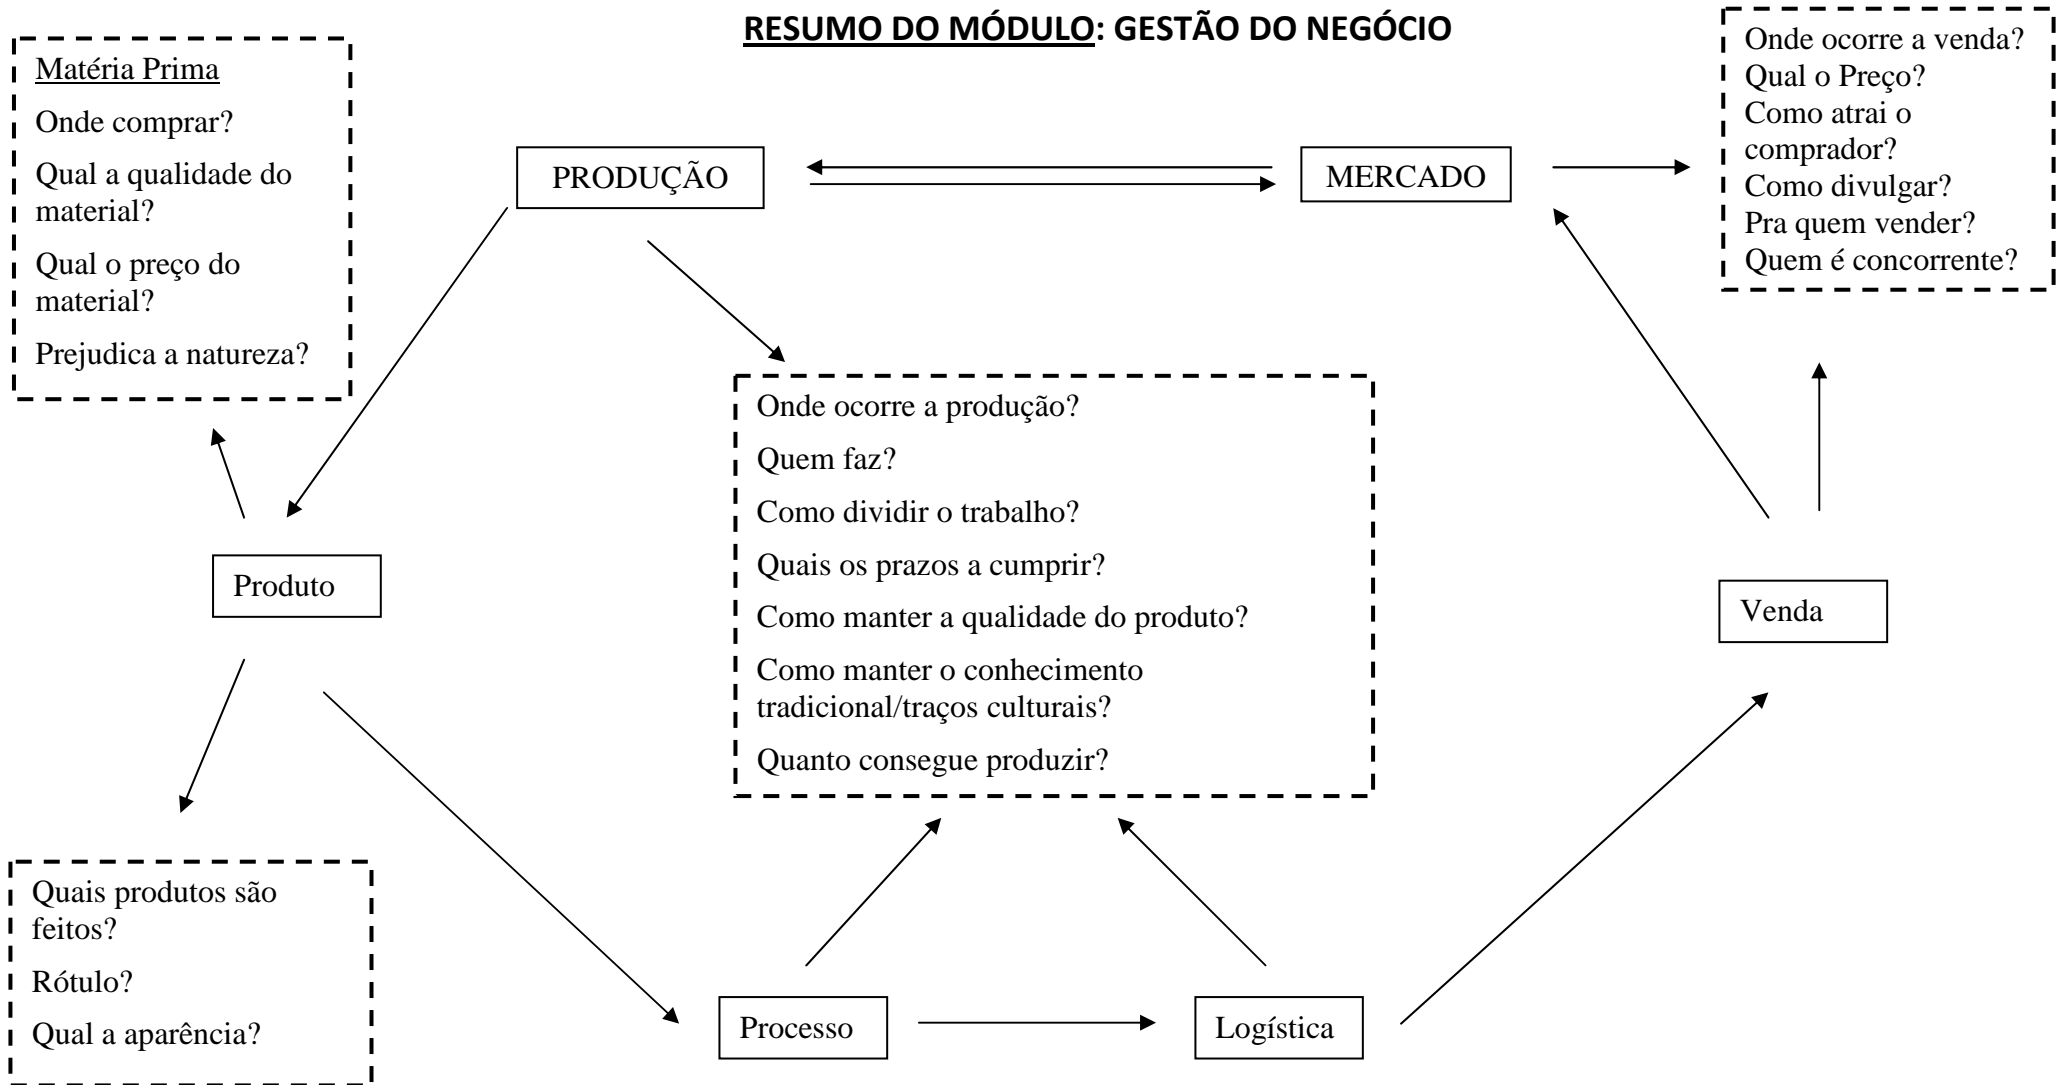 RESUMO DO MÓDULO: GESTÃO DO NEGÓCIO
Matéria Prima
Onde comprar?
Qual a qualidade do
material?
Qual o preço do
material?
Prejudica a natureza?
PRODUÇÃO
MERCADO
Onde ocorre a venda?
Qual o Preço?
Como atrai o
comprador?
Como divulgar?
Pra quem vender?
Quem é concorrente?
Onde ocorre a produção?
Quem faz?
Como dividir o trabalho?
Quais os prazos a cumprir?
Como manter a qualidade do produto?
Como manter o conhecimento
tradicional/traços culturais?
Quanto consegue produzir?
Produto
Venda
Quais produtos são
feitos?
Rótulo?
Qual a aparência?
Processo
Logística